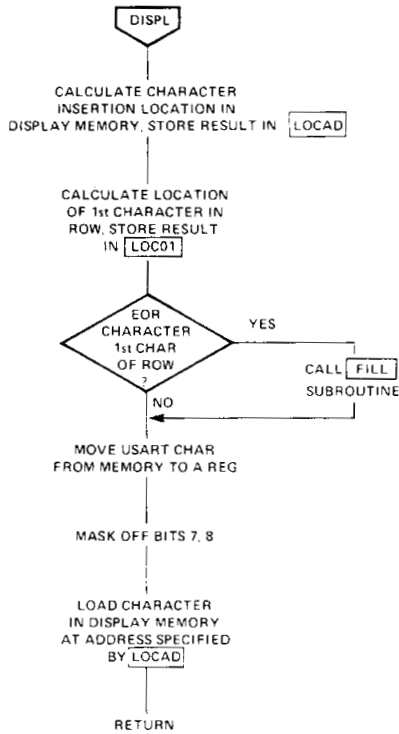 DISPL
CALCULATE CHARACTER
INSERTION LOCATION IN
DISPLAY MEMORY, STORE RESULT IN LOCAD
CALCULATE LOCATION
OF 1st CHARACTER IN
ROW, STORE RESULT
IN LOC01
EOR
CHARACTER
1st CHAR
OF ROW
?
YES
CALL FILL
SUBROUTINE
NO
MOVE USART CHAR
FROM MEMORY TO A REG
MASK OFF BITS 7, 8
LOAD CHARACTER
IN DISPLAY MEMORY
AT ADDRESS SPECIFIED
BY LOCAD
RETURN